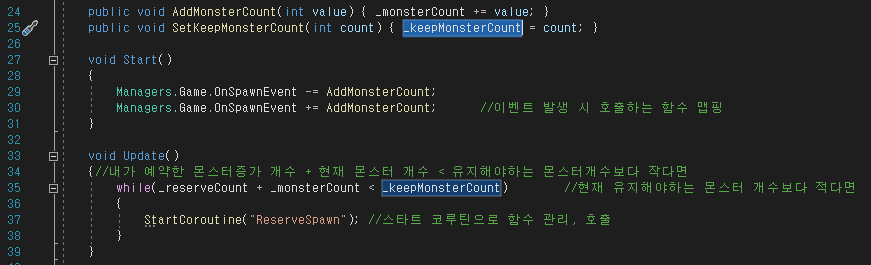 24 public void AddMonsterCount(int value) { _monsterCount += value; }
25 public void SetKeepMonsterCount(int count) { _keepMonsterCount = count; }
26
27 void Start()
28 {
29 Managers.Game.OnSpawnEvent -= AddMonsterCount;
30 Managers.Game.OnSpawnEvent += AddMonsterCount; //이벤트 발생 시 호출하는 함수 맵핑
31 }
32
33 void Update()
34 {//내가 예약한 몬스터증가 개수 + 현재 몬스터 개수 < 유지해야하는 몬스터개수보다 작다면
35 while(_reserveCount + _monsterCount < _keepMonsterCount) //현재 유지해야하는 몬스터 개수보다 적다면
36 {
37 StartCoroutine("ReserveSpawn"); //스타트 코루틴으로 함수 관리, 호출
38 }
39 }